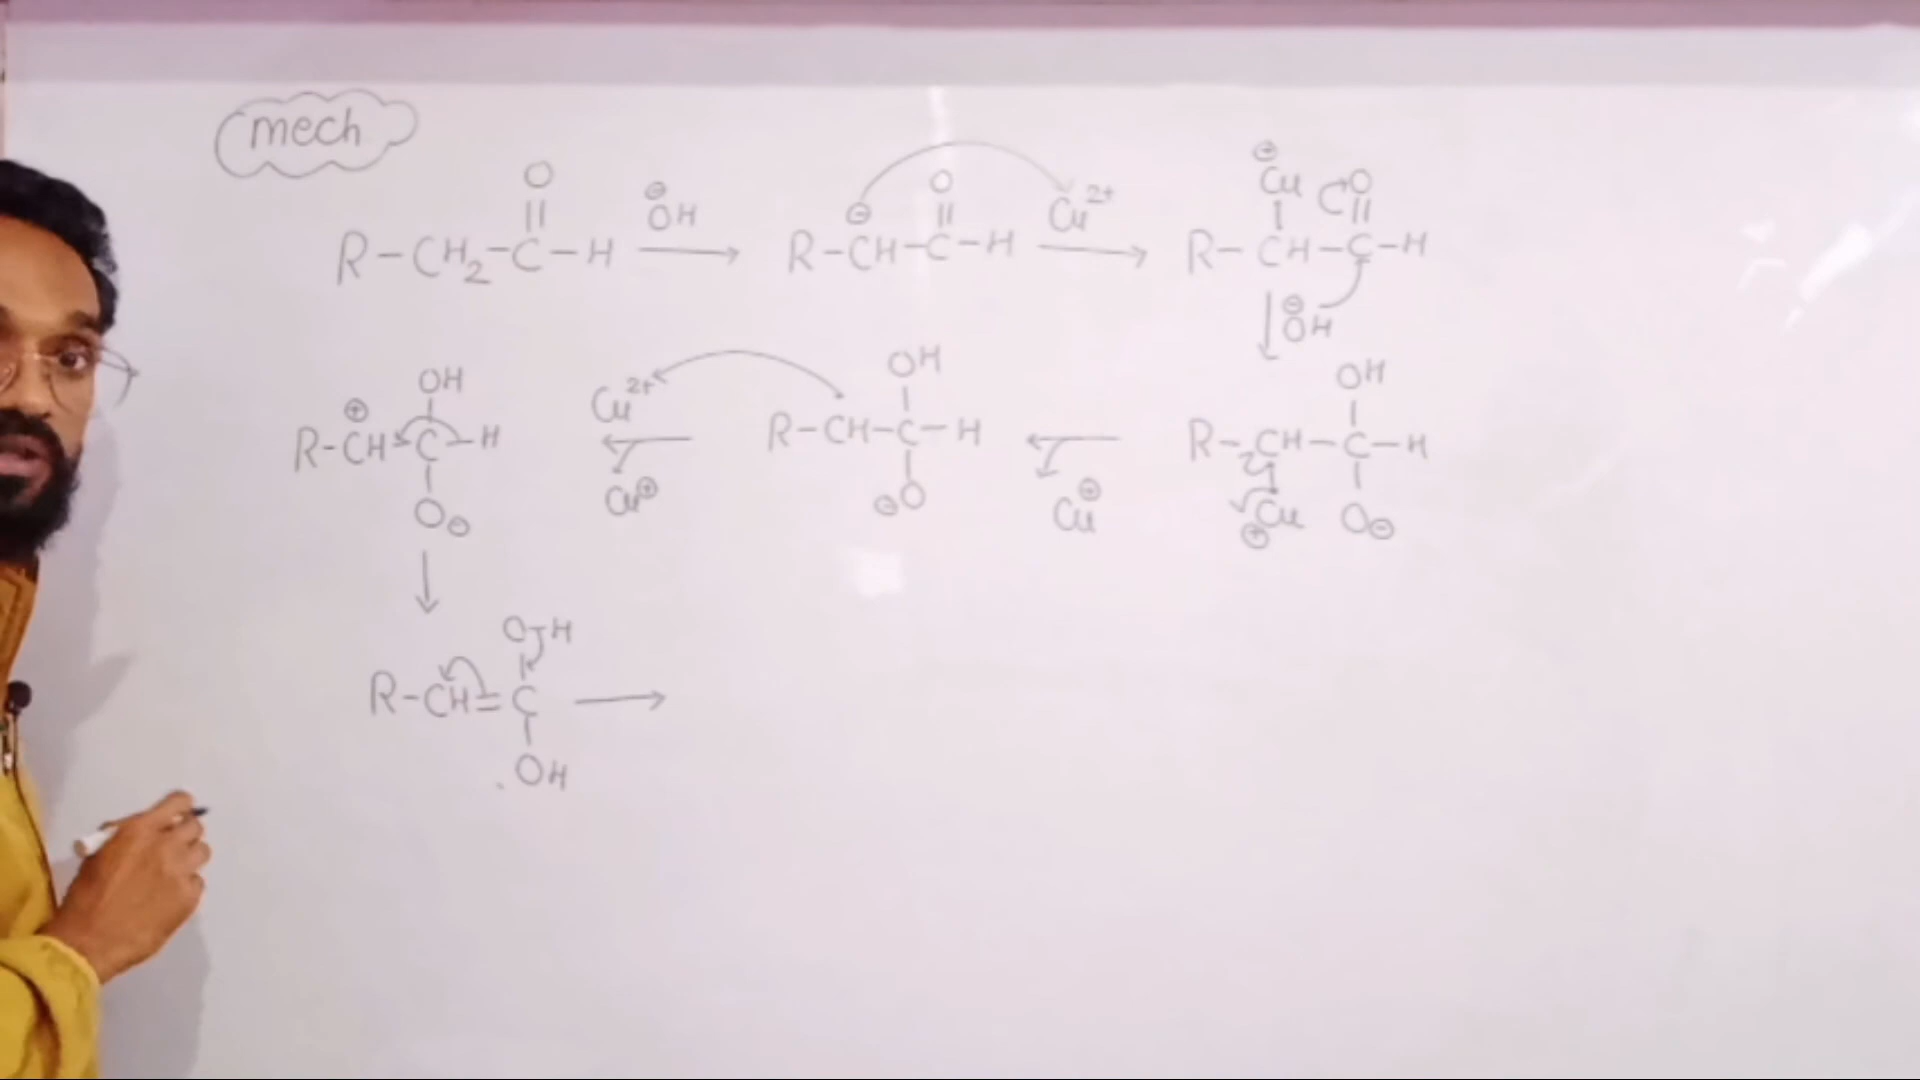 mech
R-CH₂-C(=O)-H →(⊖OH) R-CH⊖-C(=O)-H →(Cu²⁺) R-CH(Cu⊕)-C(=O)-H
↓ ⊖OH
R-CH⊕-C(OH)(O⊖)-H ←(Cu²⁺, Cu⊕) R-CH-C(OH)(O⊖)-H ←(Cu⊕) R-CH(Cu⊕)-C(OH)(O⊖)-H
↓
R-CH=C(O-H)(OH) →